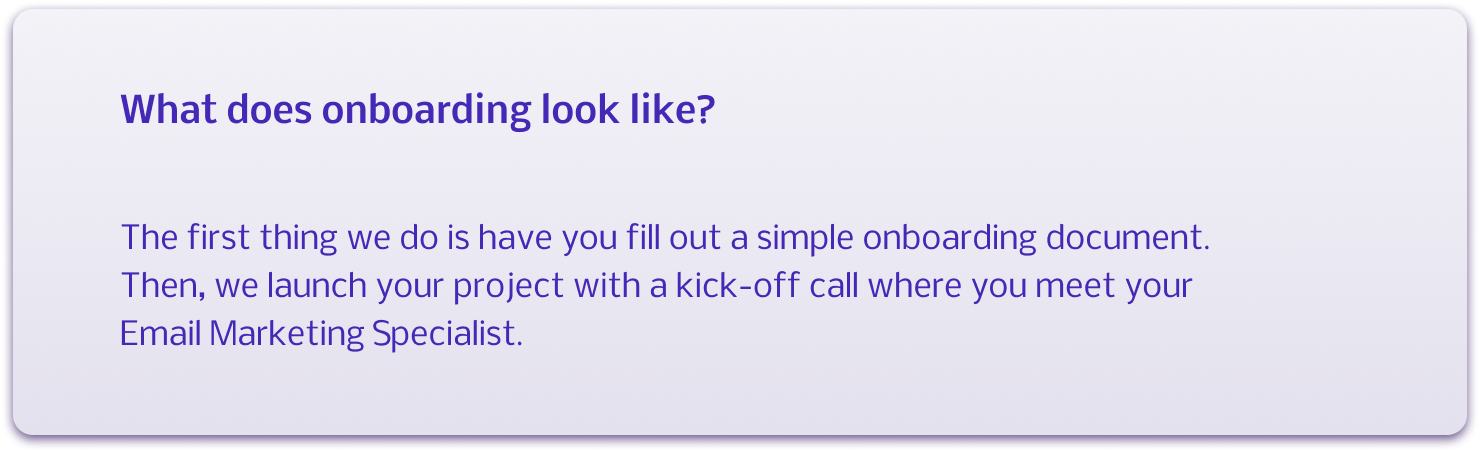 What does onboarding look like?
The first thing we do is have you fill out a simple onboarding document.
Then, we launch your project with a kick-off call where you meet your
Email Marketing Specialist.